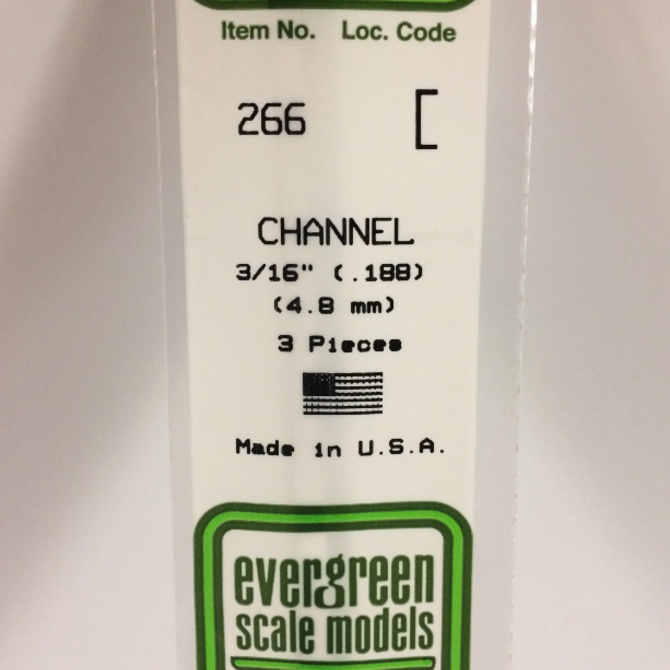 Item No. Loc. Code
266
CHANNEL
3/16" (.188)
(4.8 mm)
3 Pieces
Made in U.S.A.
evergreen
scale models